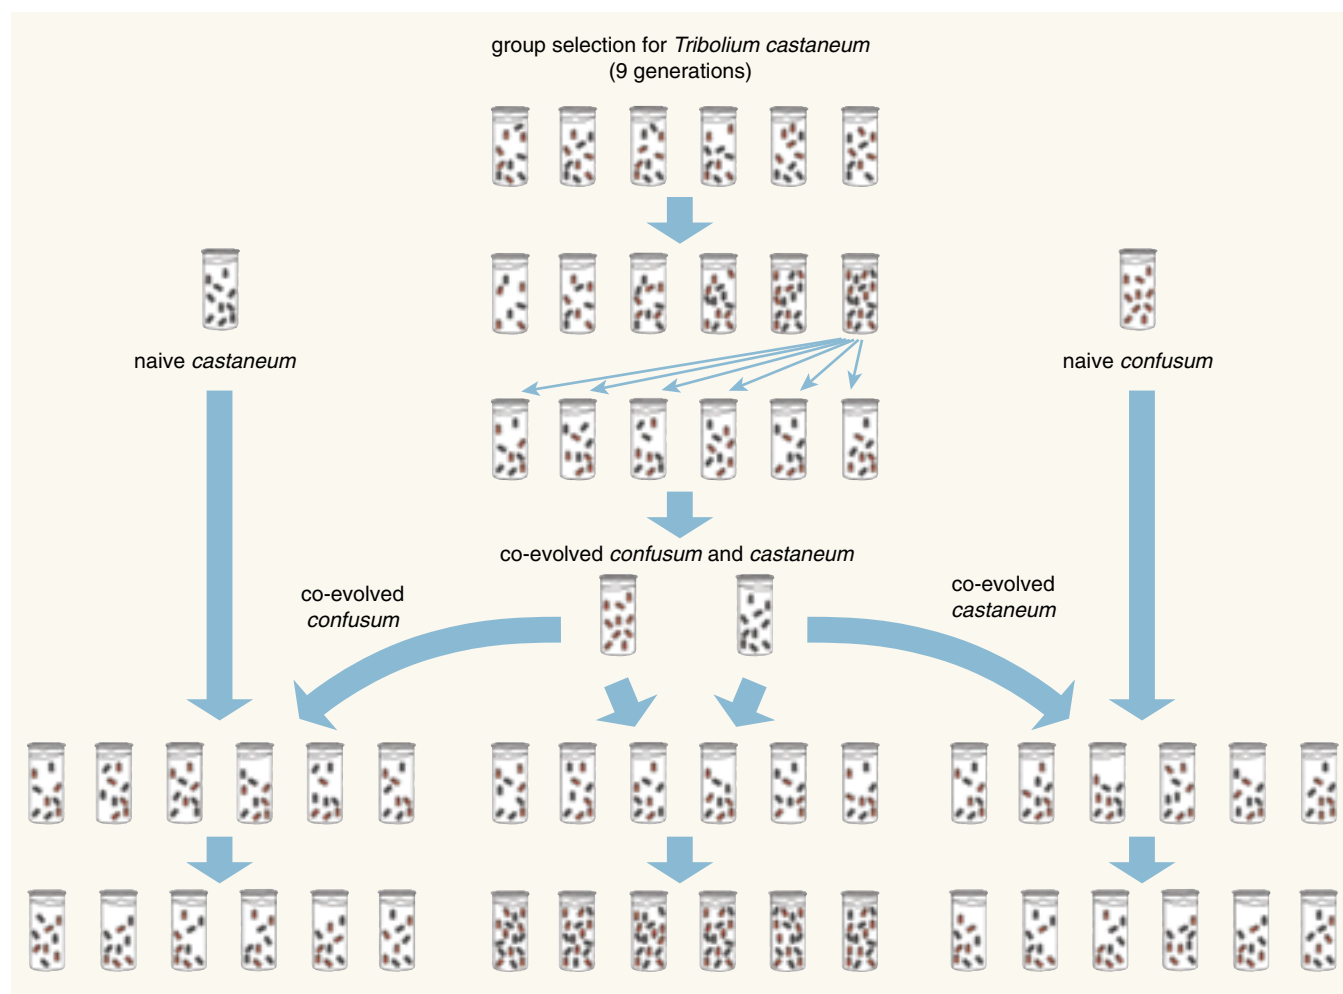 group selection for Tribolium castaneum
(9 generations)
naive castaneum
naive confusum
co-evolved confusum and castaneum
co-evolved
confusum
co-evolved
castaneum